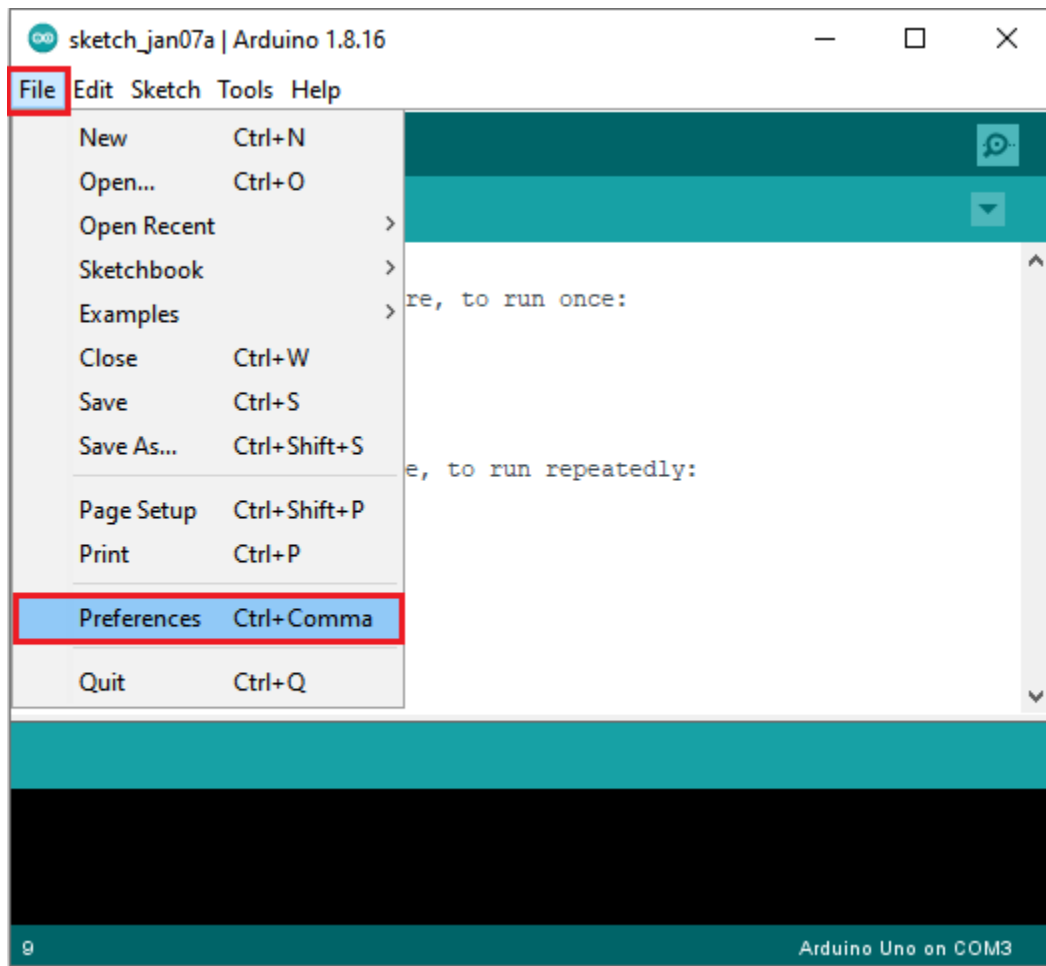 sketch_jan07a | Arduino 1.8.16
File Edit Sketch Tools Help
New Ctrl+N
Open... Ctrl+O
Open Recent
Sketchbook
re, to run once:
Examples
Close Ctrl+W
Save Ctrl+S
Save As... Ctrl+Shift+S
e, to run repeatedly:
Page Setup Ctrl+Shift+P
Print Ctrl+P
Preferences Ctrl+Comma
Quit Ctrl+Q
9 Arduino Uno on COM3